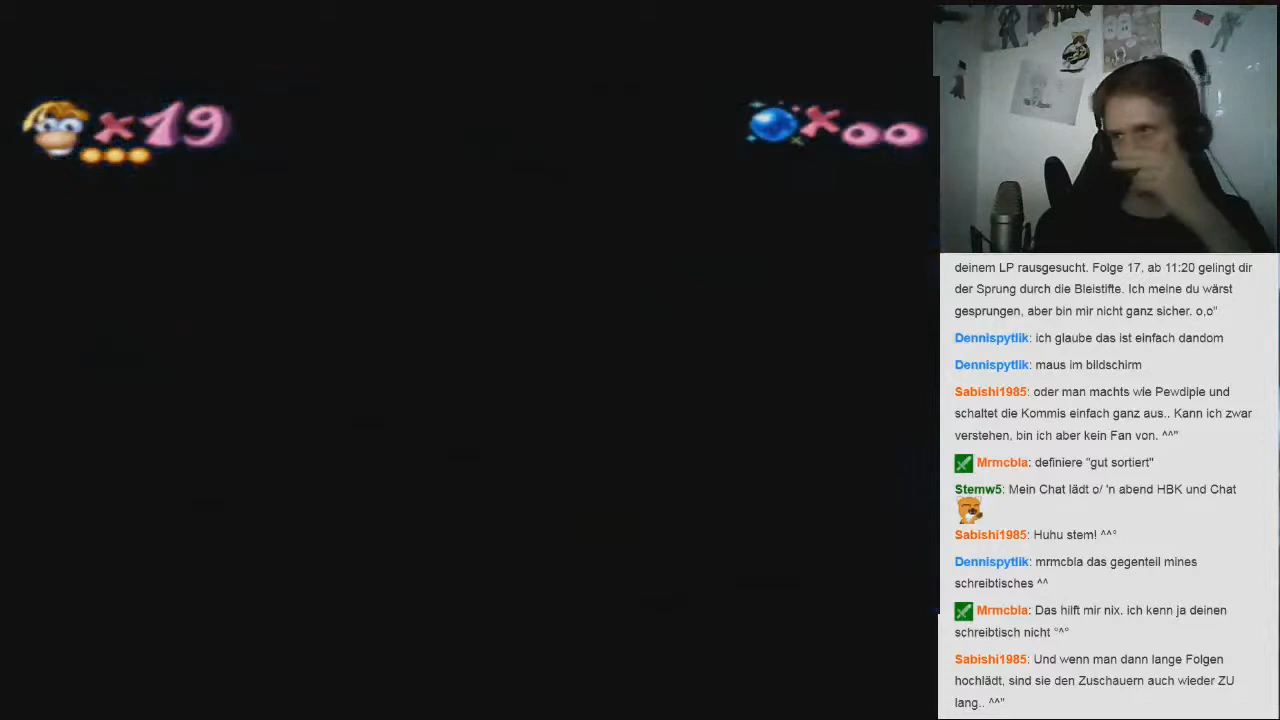 ×19
×00
deinem LP rausgesucht. Folge 17, ab 11:20 gelingt dir
der Sprung durch die Bleistifte. Ich meine du wärst
gesprungen, aber bin mir nicht ganz sicher. o,o"
Dennispytlik: ich glaube das ist einfach dandom
Dennispytlik: maus im bildschirm
Sabishi1985: oder man machts wie Pewdipie und
schaltet die Kommis einfach ganz aus.. Kann ich zwar
verstehen, bin ich aber kein Fan von. ^^"
Mrmcbla: definiere "gut sortiert"
Stemw5: Mein Chat lädt o/ 'n abend HBK und Chat
Sabishi1985: Huhu stem! ^^°
Dennispytlik: mrmcbla das gegenteil mines
schreibtisches ^^
Mrmcbla: Das hilft mir nix. ich kenn ja deinen
schreibtisch nicht °^°
Sabishi1985: Und wenn man dann lange Folgen
hochlädt, sind sie den Zuschauern auch wieder ZU
lang.. ^^"